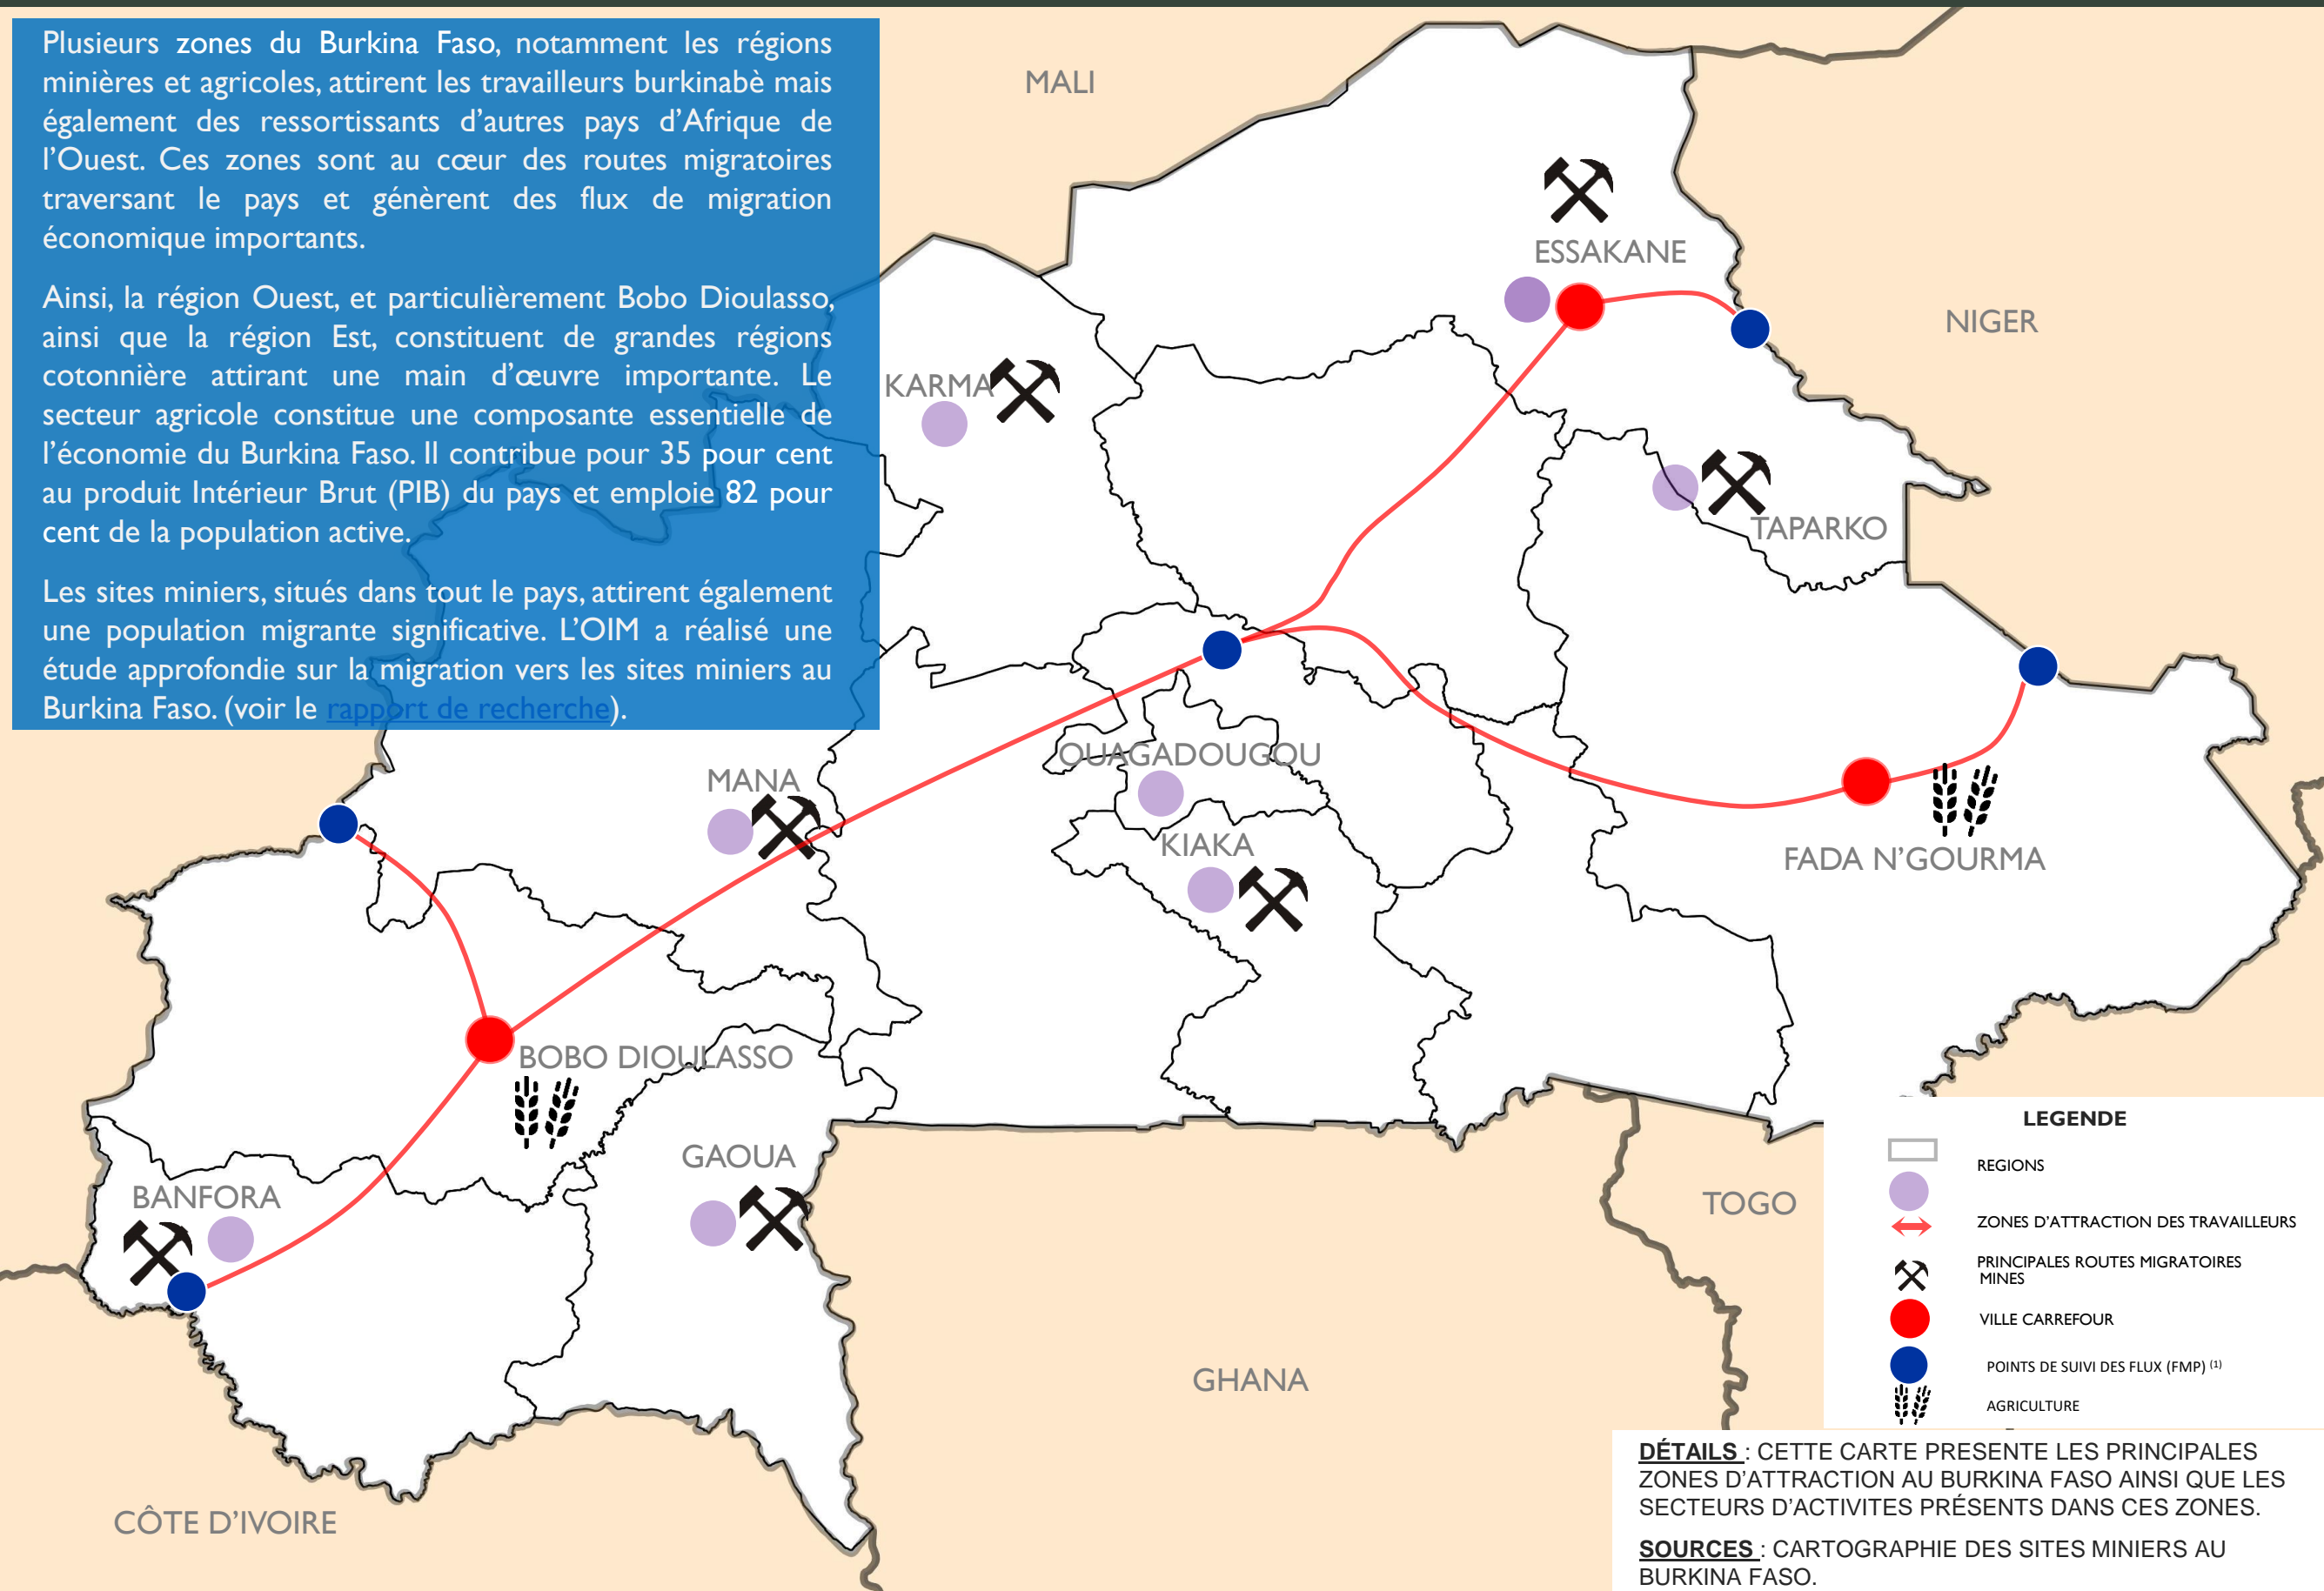 Plusieurs zones du Burkina Faso, notamment les régions
minières et agricoles, attirent les travailleurs burkinabè mais
également des ressortissants d'autres pays d'Afrique de
l'Ouest. Ces zones sont au cœur des routes migratoires
traversant le pays et génèrent des flux de migration
économique importants.
Ainsi, la région Ouest, et particulièrement Bobo Dioulasso,
ainsi que la région Est, constituent de grandes régions
cotonnière attirant une main d'œuvre importante. Le
secteur agricole constitue une composante essentielle de
l'économie du Burkina Faso. Il contribue pour 35 pour cent
au produit Intérieur Brut (PIB) du pays et emploie 82 pour
cent de la population active.
Les sites miniers, situés dans tout le pays, attirent également
une population migrante significative. L'OIM a réalisé une
étude approfondie sur la migration vers les sites miniers au
Burkina Faso. (voir le rapport de recherche).
MALI
ESSAKANE
NIGER
KARMA
TAPARKO
OUAGADOUGOU
MANA
KIAKA
FADA N'GOURMA
BOBO DIOULASSO
GAOUA
BANFORA
TOGO
GHANA
CÔTE D'IVOIRE
LEGENDE
REGIONS
ZONES D'ATTRACTION DES TRAVAILLEURS
PRINCIPALES ROUTES MIGRATOIRES
MINES
VILLE CARREFOUR
POINTS DE SUIVI DES FLUX (FMP) (1)
AGRICULTURE
DÉTAILS : CETTE CARTE PRESENTE LES PRINCIPALES
ZONES D'ATTRACTION AU BURKINA FASO AINSI QUE LES
SECTEURS D'ACTIVITES PRÉSENTS DANS CES ZONES.
SOURCES : CARTOGRAPHIE DES SITES MINIERS AU
BURKINA FASO.